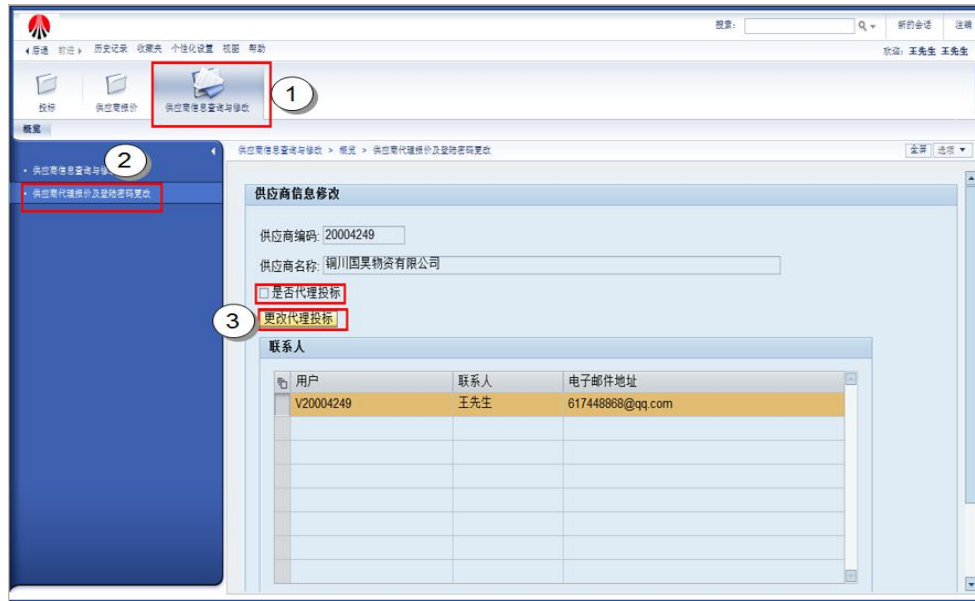 搜索:
新的会话 注销
后退 前进 历史记录 收藏夹 个性化设置 视图 帮助
欢迎: 王先生 王先生
投标 供应商报价 供应商信息查询与修改
1
概览
2
供应商信息查询与修
供应商代理报价及登陆密码更改
供应商信息查询与修改 > 概览 > 供应商代理报价及登陆密码更改
全屏 选项
供应商信息修改
供应商编码: 20004249
供应商名称: 铜川国昊物资有限公司
是否代理投标
3
更改代理投标
联系人
用户 联系人 电子邮件地址
V20004249 王先生 617448868@qq.com